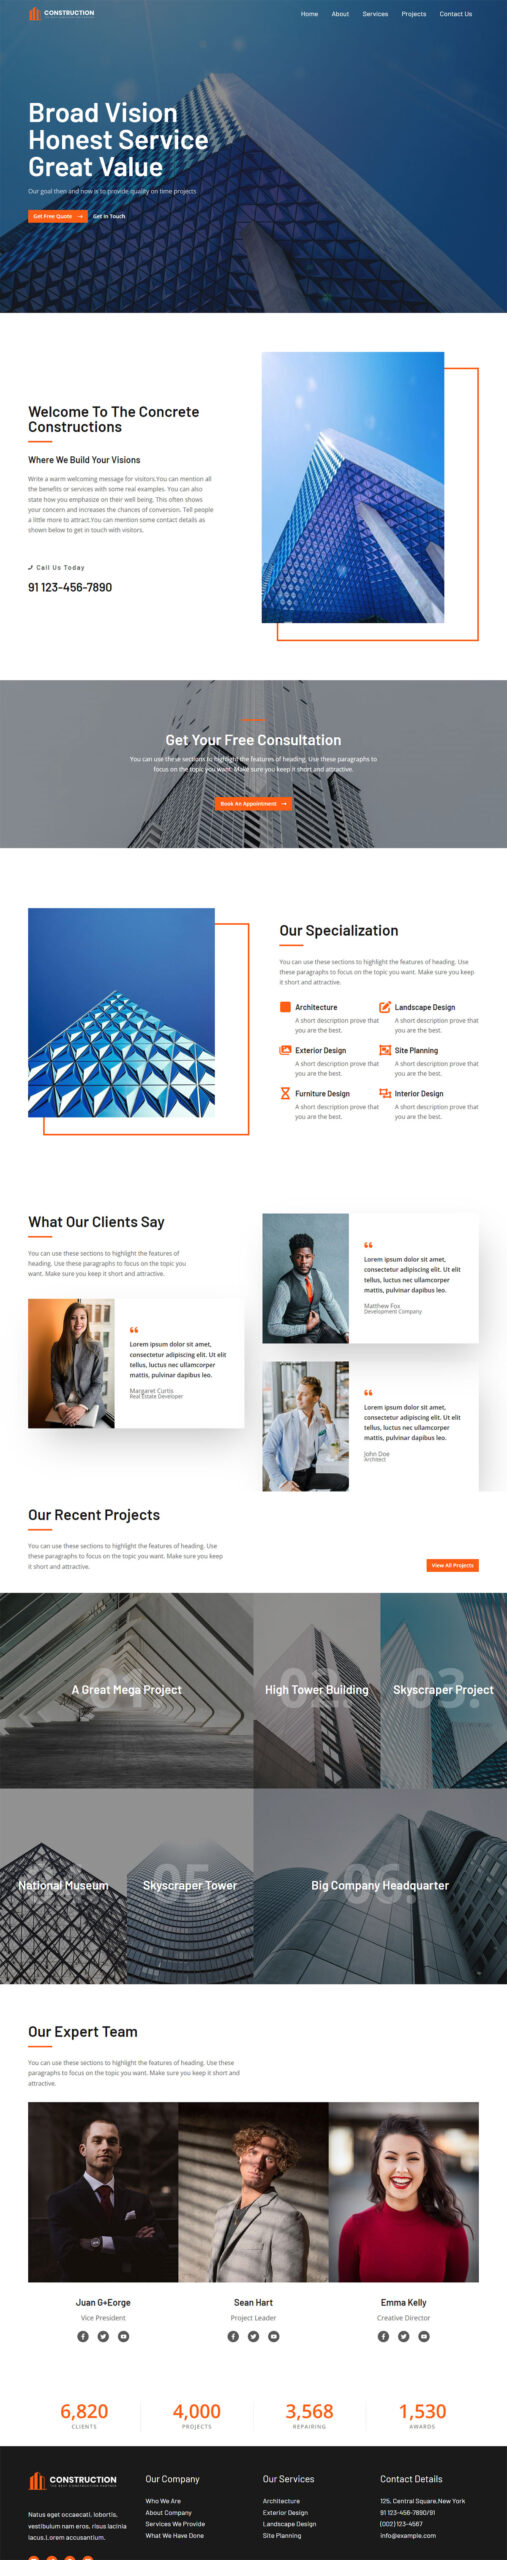 CONSTRUCTION
Home About Services Projects Contact Us
Broad Vision
Honest Service
Great Value
Our goal then and now is to provide quality on time projects
Get Free Quote → Get In Touch
Welcome To The Concrete
Constructions
Where We Build Your Visions
Write a warm welcoming message for visitors.You can mention all
the benefits or services with some real examples. You can also
state how you emphasize on their well being. This often shows
your concern and increases the chances of conversion. Tell people
a little more to attract.You can mention some contact details as
shown below to get in touch with visitors.
Call Us Today
91 123-456-7890
Get Your Free Consultation
You can use these sections to highlight the features of heading. Use these paragraphs to
focus on the topic you want. Make sure you keep it short and attractive.
Book An Appointment →
Our Specialization
You can use these sections to highlight the features of heading. Use
these paragraphs to focus on the topic you want. Make sure you keep
it short and attractive.
Architecture
A short description prove that
you are the best.
Landscape Design
A short description prove that
you are the best.
Exterior Design
A short description prove that
you are the best.
Site Planning
A short description prove that
you are the best.
Furniture Design
A short description prove that
you are the best.
Interior Design
A short description prove that
you are the best.
What Our Clients Say
You can use these sections to highlight the features of
heading. Use these paragraphs to focus on the topic you
want. Make sure you keep it short and attractive.
“
Lorem ipsum dolor sit amet,
consectetur adipiscing elit. Ut elit
tellus, luctus nec ullamcorper
mattis, pulvinar dapibus leo.
Margaret Curtis
Real Estate Developer
“
Lorem ipsum dolor sit amet,
consectetur adipiscing elit. Ut elit
tellus, luctus nec ullamcorper
mattis, pulvinar dapibus leo.
Matthew Fox
Development Company
“
Lorem ipsum dolor sit amet,
consectetur adipiscing elit. Ut elit
tellus, luctus nec ullamcorper
mattis, pulvinar dapibus leo.
John Doe
Architect
Our Recent Projects
You can use these sections to highlight the features of heading. Use
these paragraphs to focus on the topic you want. Make sure you keep
it short and attractive.
View All Projects
01.
A Great Mega Project
02.
High Tower Building
03.
Skyscraper Project
National Museum
05.
Skyscraper Tower
06.
Big Company Headquarter
Our Expert Team
You can use these sections to highlight the features of heading. Use these
paragraphs to focus on the topic you want. Make sure you keep it short and
attractive.
Juan G+Eorge
Vice President
Sean Hart
Project Leader
Emma Kelly
Creative Director
6,820
CLIENTS
4,000
PROJECTS
3,568
REPAIRING
1,530
AWARDS
CONSTRUCTION
THE BEST CONSTRUCTION PARTNER
Natus eget occaecati, lobortis,
vestibulum nam eros, risus lacinia
lacus.Lorem accusantium.
Our Company
Who We Are
About Company
Services We Provide
What We Have Done
Our Services
Architecture
Exterior Design
Landscape Design
Site Planning
Contact Details
125, Central Square,New York
91 123-456-7890/91
(002) 123-4567
info@example.com